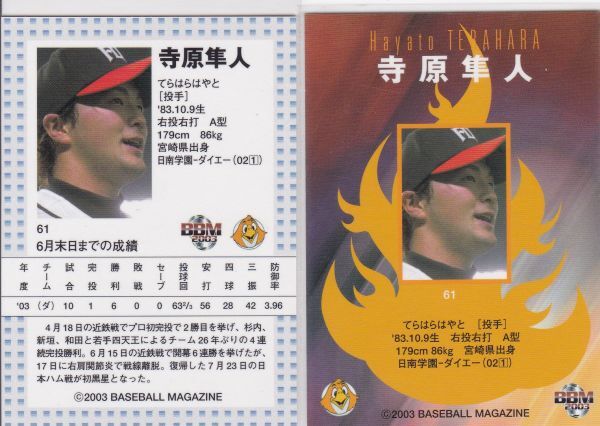 寺原隼人
てらはらはやと
[投手]
'83.10.9生
右投右打 A型
179cm 86kg
宮崎県出身
日南学園-ダイエー(02①)
61
6月末日までの成績
BBM
2003
年度 チーム 試合 完投 勝利 敗戦 セーブ 投球回 安打 四球 三振 防御率
'03 (ダ) 10 1 6 0 0 63⅔ 56 28 42 3.96
4月18日の近鉄戦でプロ初完投で2勝目を挙げ、杉内、
新垣、和田と若手四天王によるチーム26年ぶりの4連
続完投勝利。6月15日の近鉄戦で開幕6連勝を挙げたが、
17日に右肩関節炎で戦線離脱。復帰した7月23日の日
本ハム戦が初黒星となった。
©2003 BASEBALL MAGAZINE
Hayato TERAHARA
寺原隼人
61
てらはらはやと [投手]
'83.10.9生 右投右打 A型
179cm 86kg 宮崎県出身
日南学園-ダイエー(02①)
©2003 BASEBALL MAGAZINE
BBM
2003